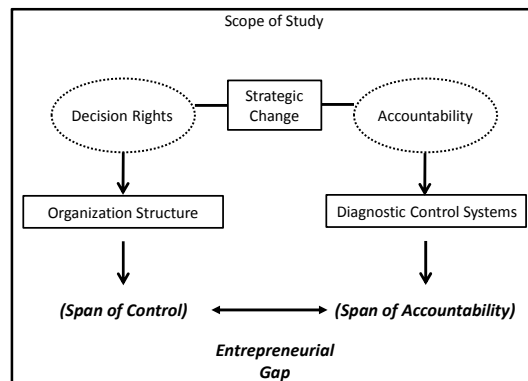 Scope of Study
Strategic
Change
Decision Rights
Accountability
Organization Structure
Diagnostic Control Systems
(Span of Control)
(Span of Accountability)
Entrepreneurial
Gap